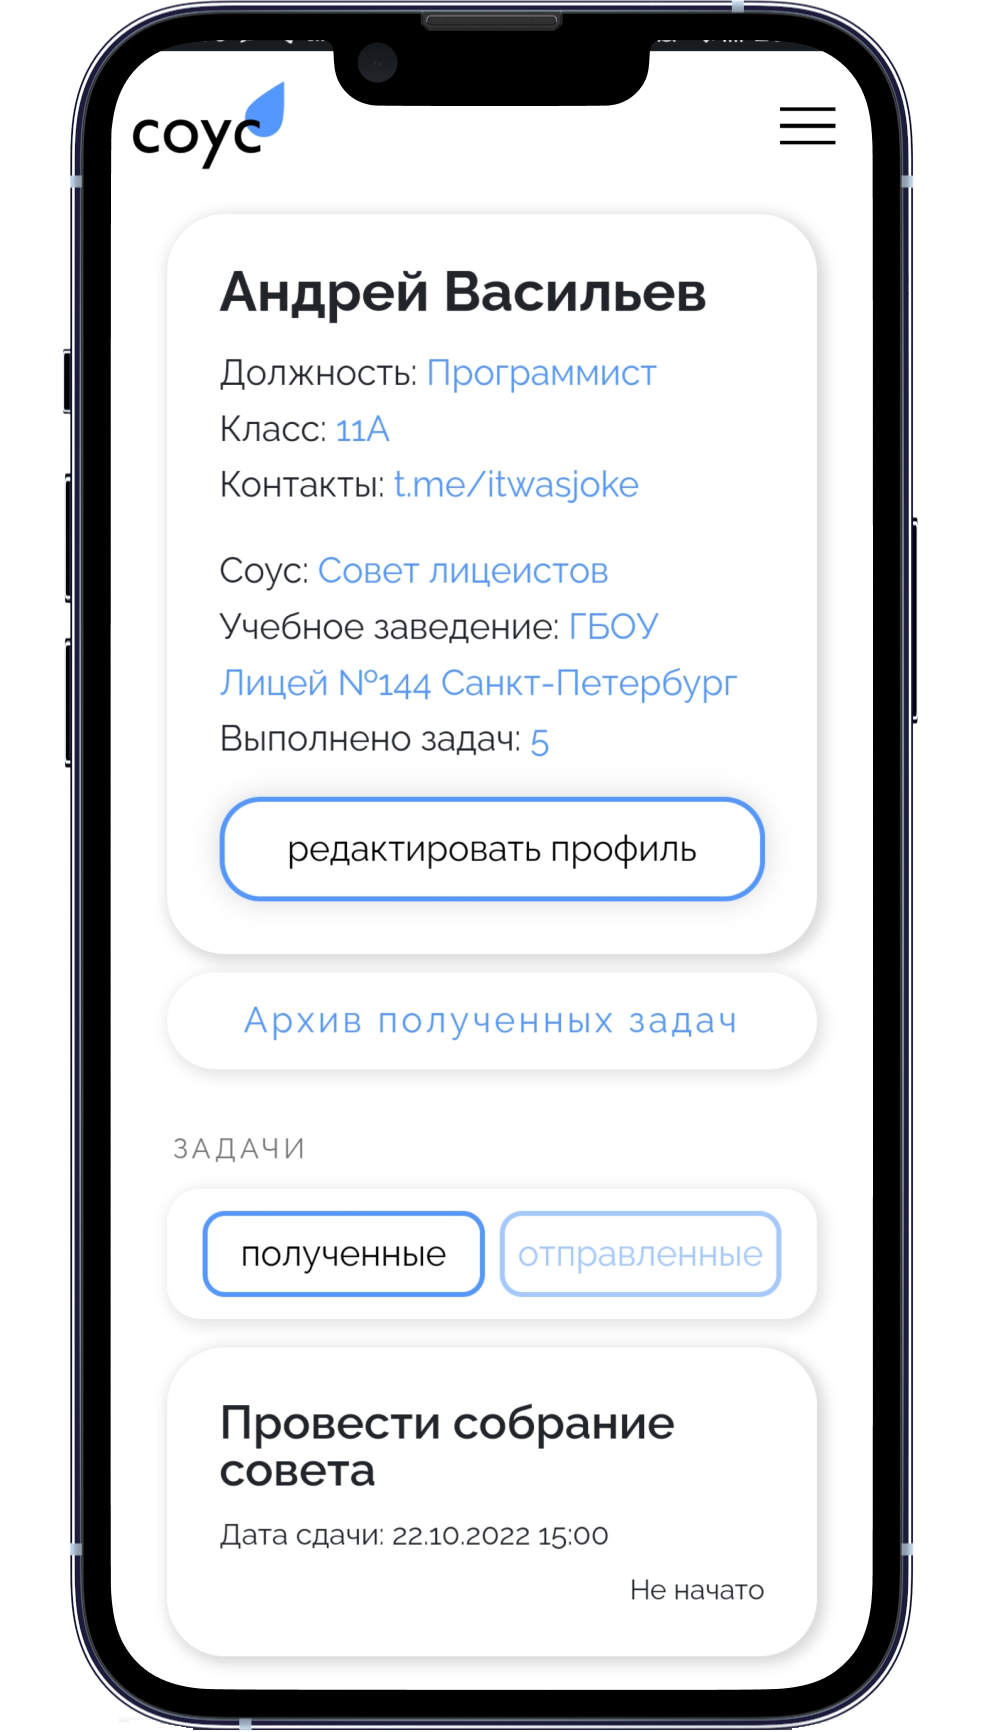 соус
Андрей Васильев
Должность: Программист
Класс: 11А
Контакты: t.me/itwasjoke
Соус: Совет лицеистов
Учебное заведение: ГБОУ
Лицей №144 Санкт-Петербург
Выполнено задач: 5
редактировать профиль
Архив полученных задач
ЗАДАЧИ
полученные отправленные
Провести собрание
совета
Дата сдачи: 22.10.2022 15:00
Не начато